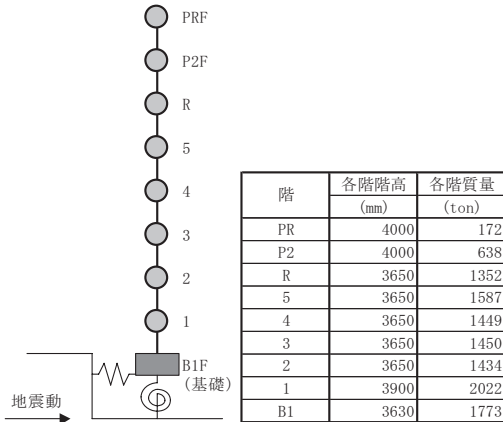 PRF
P2F
R
5
4
3
2
1
B1F
(基礎)
地震動
階 各階階高 各階質量
(mm) (ton)
PR 4000 172
P2 4000 638
R 3650 1352
5 3650 1587
4 3650 1449
3 3650 1450
2 3650 1434
1 3900 2022
B1 3630 1773